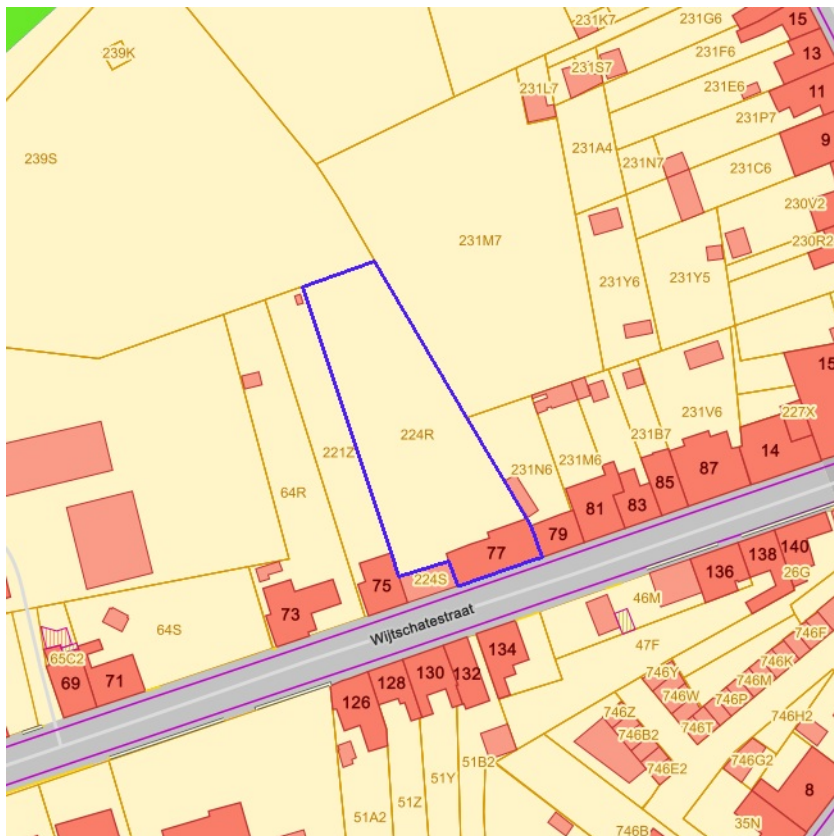 231K7
231G6
15
239K
231F6
13
231S7
231L7
231E6
11
231P7
239S
231A4
231N7
9
231C6
230V2
231M7
230R2
231Y6
231Y5
15
231V6
227X
224R
231B7
221Z
231N6
231M6
14
64R
87
85
81
83
79
77
140
138
75
224S
136
26G
73
46M
Wijtschatestraat
64S
47F
746F
134
65C2
746K
130
132
746Y
746M
69
71
128
746W
746P
126
746Z
746T
746H2
746B2
51B2
746G2
746E2
51Y
8
51Z
51A2
35N
746B